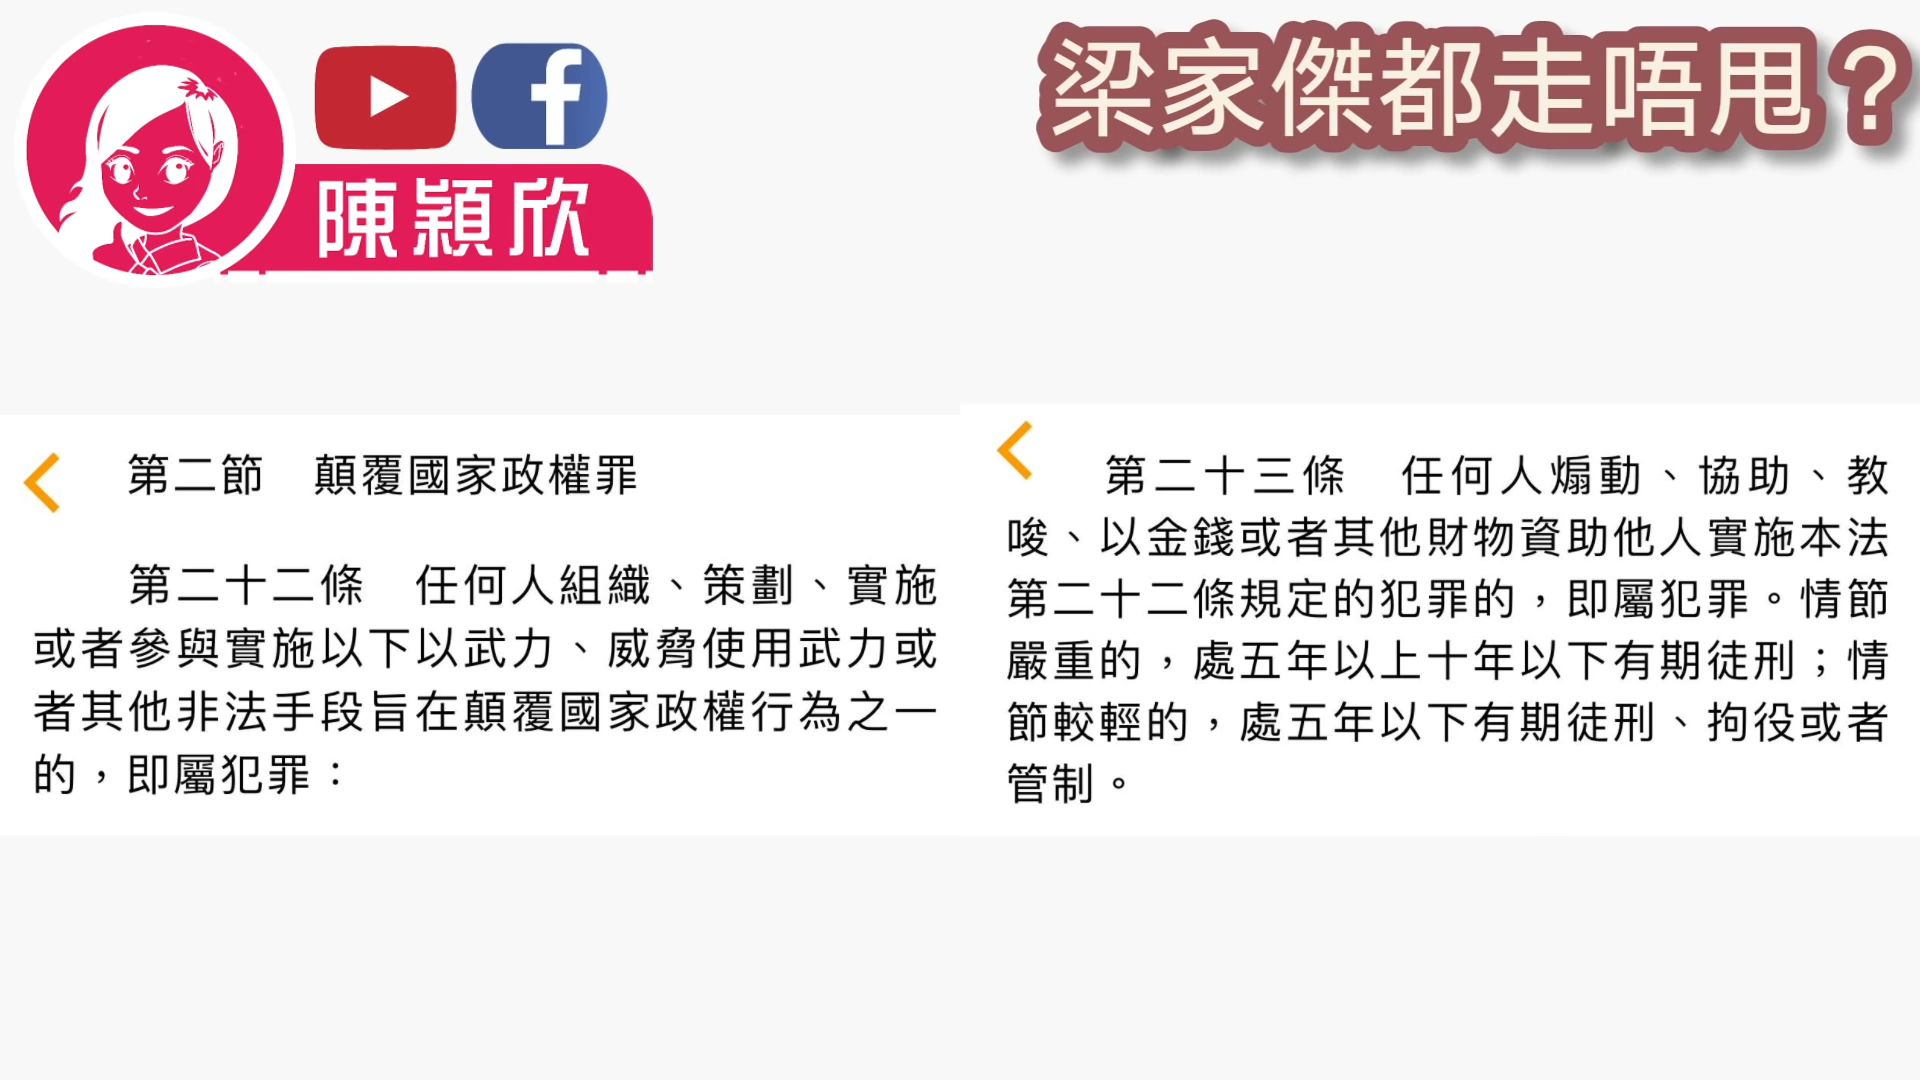 梁家傑都走唔甩？
陳穎欣
第二節　顛覆國家政權罪
第二十二條　任何人組織、策劃、實施
或者參與實施以下以武力、威脅使用武力或
者其他非法手段旨在顛覆國家政權行為之一
的，即屬犯罪：
第二十三條　任何人煽動、協助、教
唆、以金錢或者其他財物資助他人實施本法
第二十二條規定的犯罪的，即屬犯罪。情節
嚴重的，處五年以上十年以下有期徒刑；情
節較輕的，處五年以下有期徒刑、拘役或者
管制。